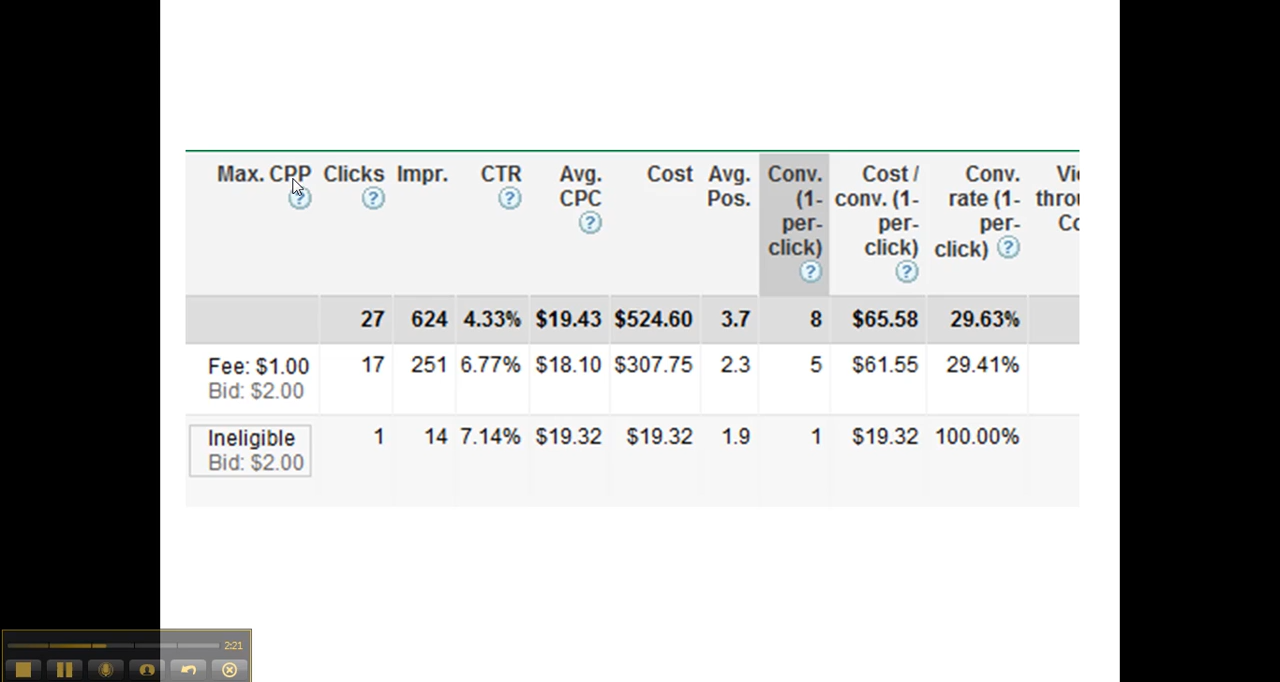 Max. CPP Clicks Impr. CTR Avg. CPC Cost Avg. Pos. Conv. (1-per-click) Cost / conv. (1-per-click) Conv. rate (1-per-click)
? ? ? ? ? ? ?
27 624 4.33% $19.43 $524.60 3.7 8 $65.58 29.63%
Fee: $1.00 17 251 6.77% $18.10 $307.75 2.3 5 $61.55 29.41%
Bid: $2.00
Ineligible 1 14 7.14% $19.32 $19.32 1.9 1 $19.32 100.00%
Bid: $2.00
2:21